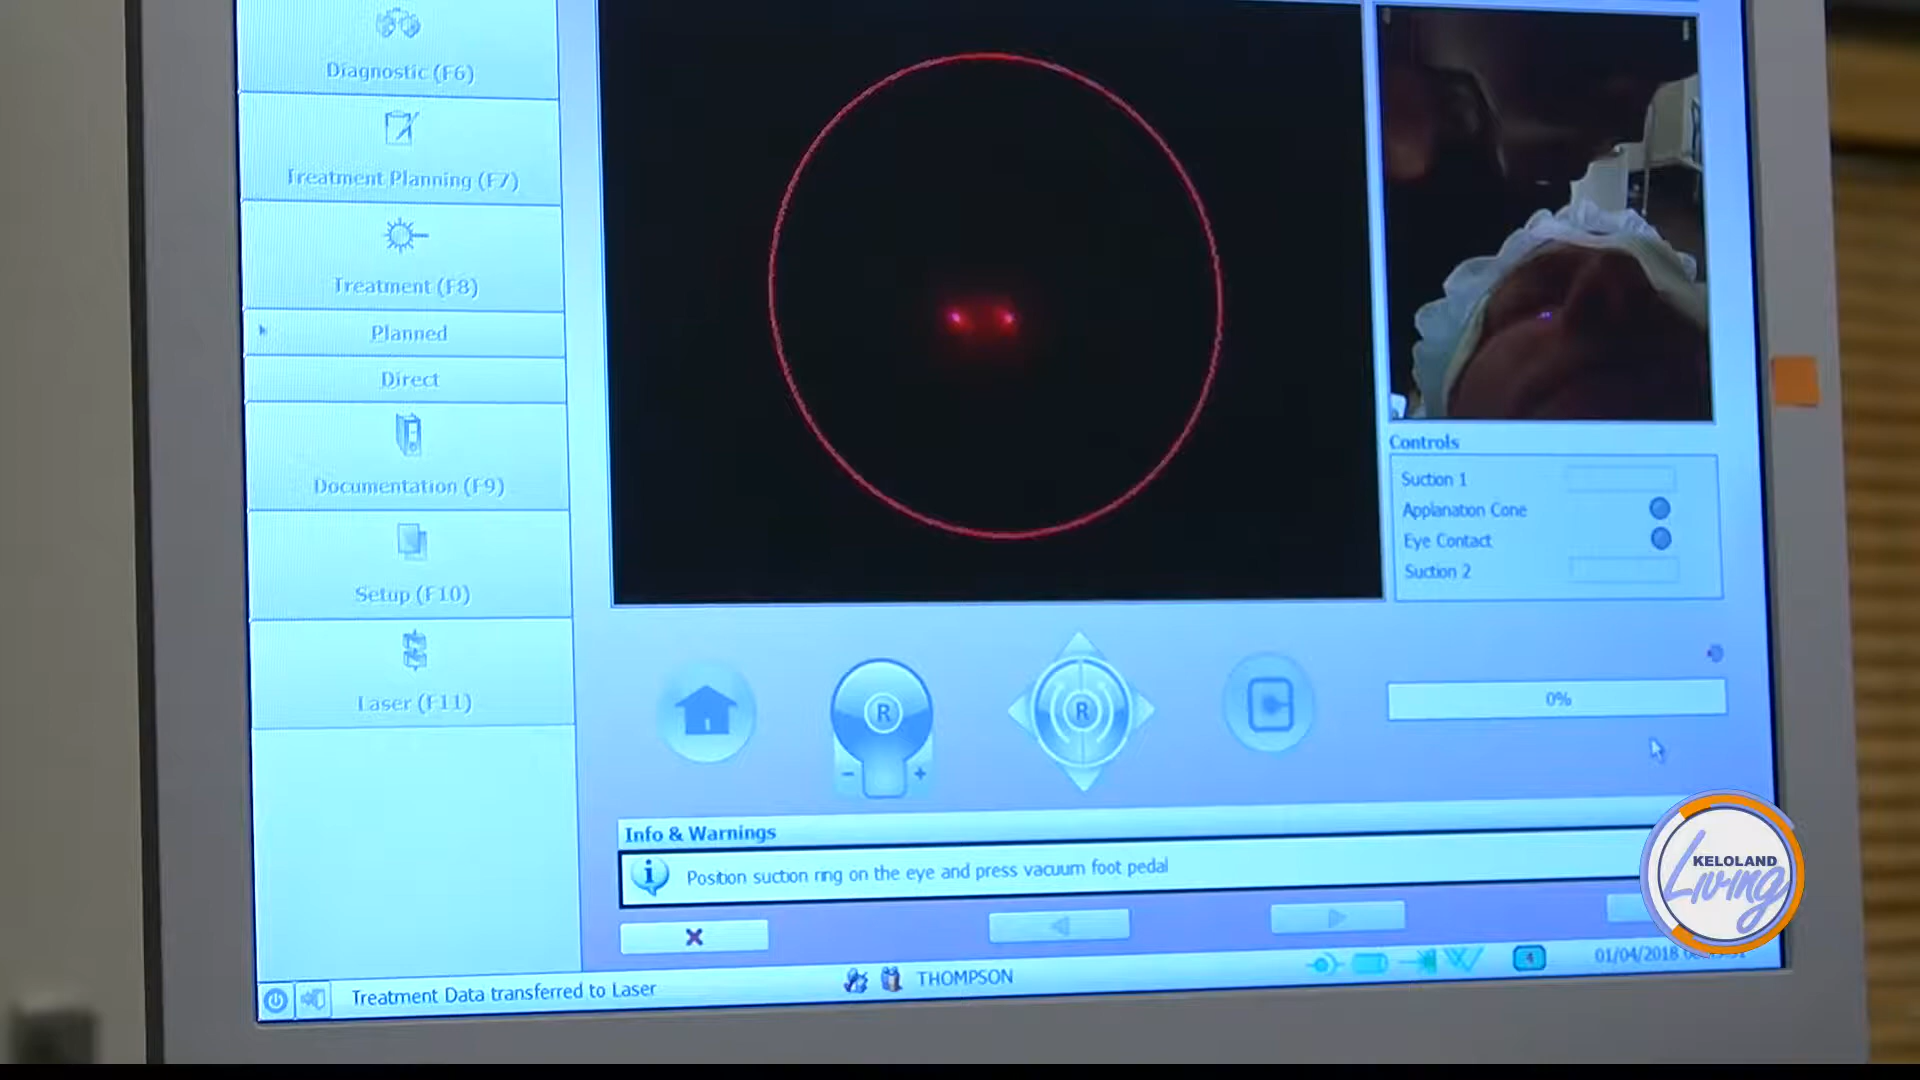 Diagnostic (F6)
Treatment Planning (F7)
Treatment (F8)
Planned
Direct
Documentation (F9)
Setup (F10)
Laser (F11)
Controls
Suction 1
Applanation Cone
Eye Contact
Suction 2
R
R
0%
Info & Warnings
Position suction ring on the eye and press vacuum foot pedal
KELOLAND
Living
Treatment Data transferred to Laser
THOMPSON
4
01/04/2018